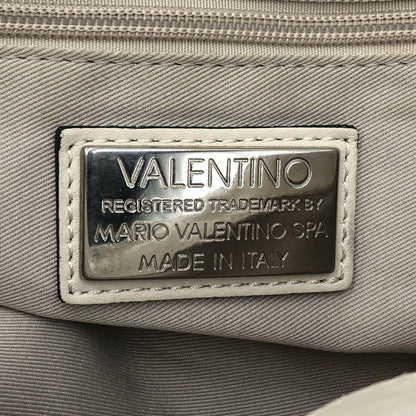 VALENTINO
REGISTERED TRADEMARK BY
MARIO VALENTINO SPA
MADE IN ITALY